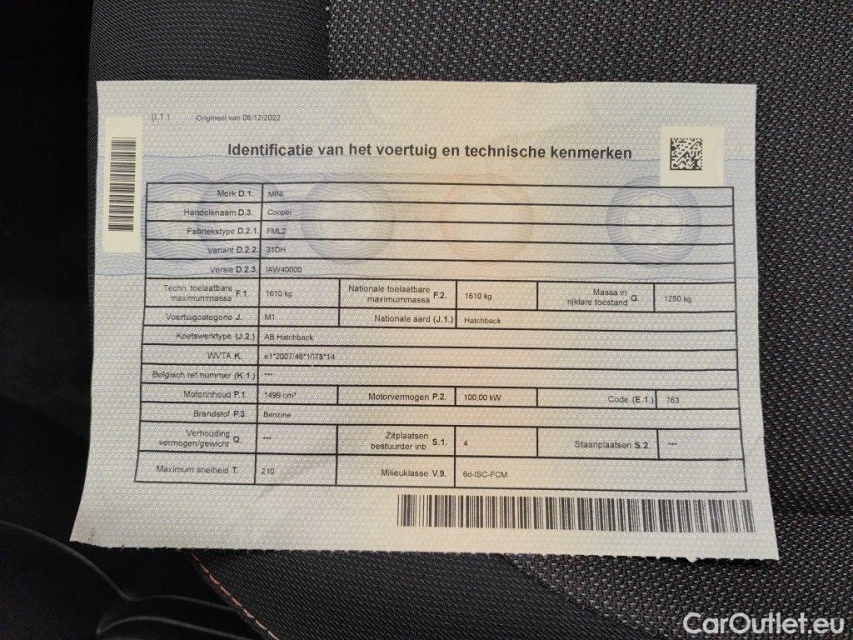 (I.1.) Origineel van 08/12/2022
Identificatie van het voertuig en technische kenmerken
Merk D.1. MINI
Handelsnaam D.3. Cooper
Fabriekstype D.2.1. FML2
Variant D.2.2. 31DH
Versie D.2.3. IAW40000
Techn. toelaatbare maximummassa F.1. 1610 kg Nationale toelaatbare maximummassa F.2. 1610 kg Massa in rijklare toestand G. 1250 kg
Voertuigcategorie J. M1 Nationale aard (J.1.) Hatchback
Koetswerktype (J.2.) AB Hatchback
WVTA K. e1*2007/46*1078*14
Belgisch ref.nummer (K.1.) ---
Motorinhoud P.1. 1499 cm³ Motorvermogen P.2. 100,00 kW Code (E.1.) 763
Brandstof P.3. Benzine
Verhouding vermogen/gewicht Q. --- Zitplaatsen bestuurder inb. S.1. 4 Staanplaatsen S.2. ---
Maximum snelheid T. 210 Milieuklasse V.9. 6d-ISC-FCM
CarOutlet.eu